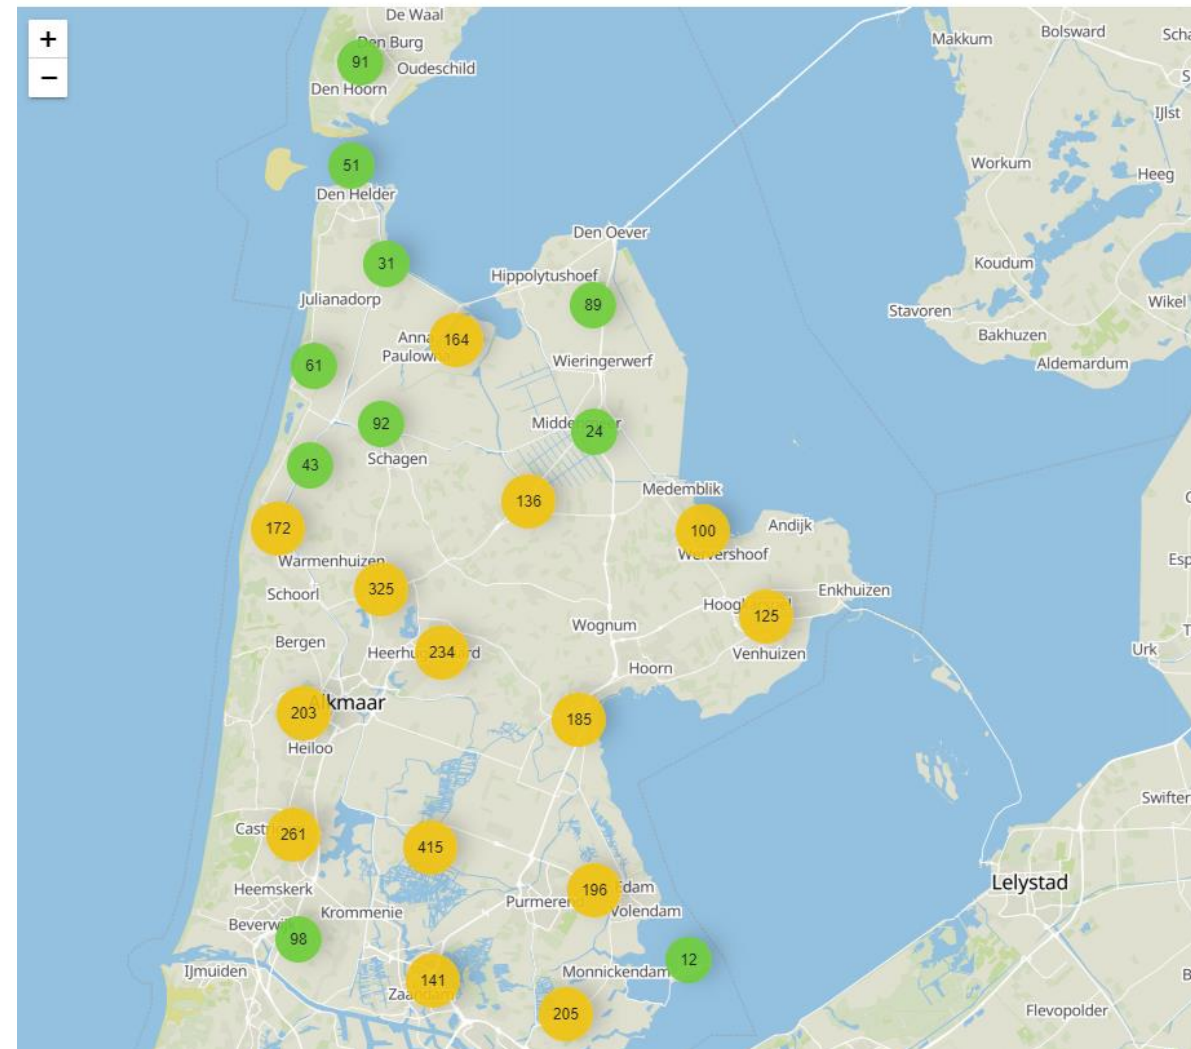 De Waal
+
Den Burg
Makkum
Bolsward
91
Oudeschild
Den Hoorn
−
IJlst
51
Workum
Heeg
Den Helder
Den Oever
31
Koudum
Hippolytushoef
Julianadorp
89
Stavoren
164
Bakhuzen
Paulowna
61
Wieringerwerf
Aldemardum
92
24
Schagen
43
Medemblik
136
172
100
Andijk
Wervershoof
Warmenhuizen
325
Schoorl
Enkhuizen
125
Wognum
Bergen
234
Venhuizen
Urk
Hoorn
Alkmaar
203
185
Heiloo
261
415
Lelystad
Heemskerk
196
Edam
Purmerend
Krommenie
Volendam
Beverwijk
98
12
IJmuiden
Monnickendam
141
Zaandam
205
Flevopolder